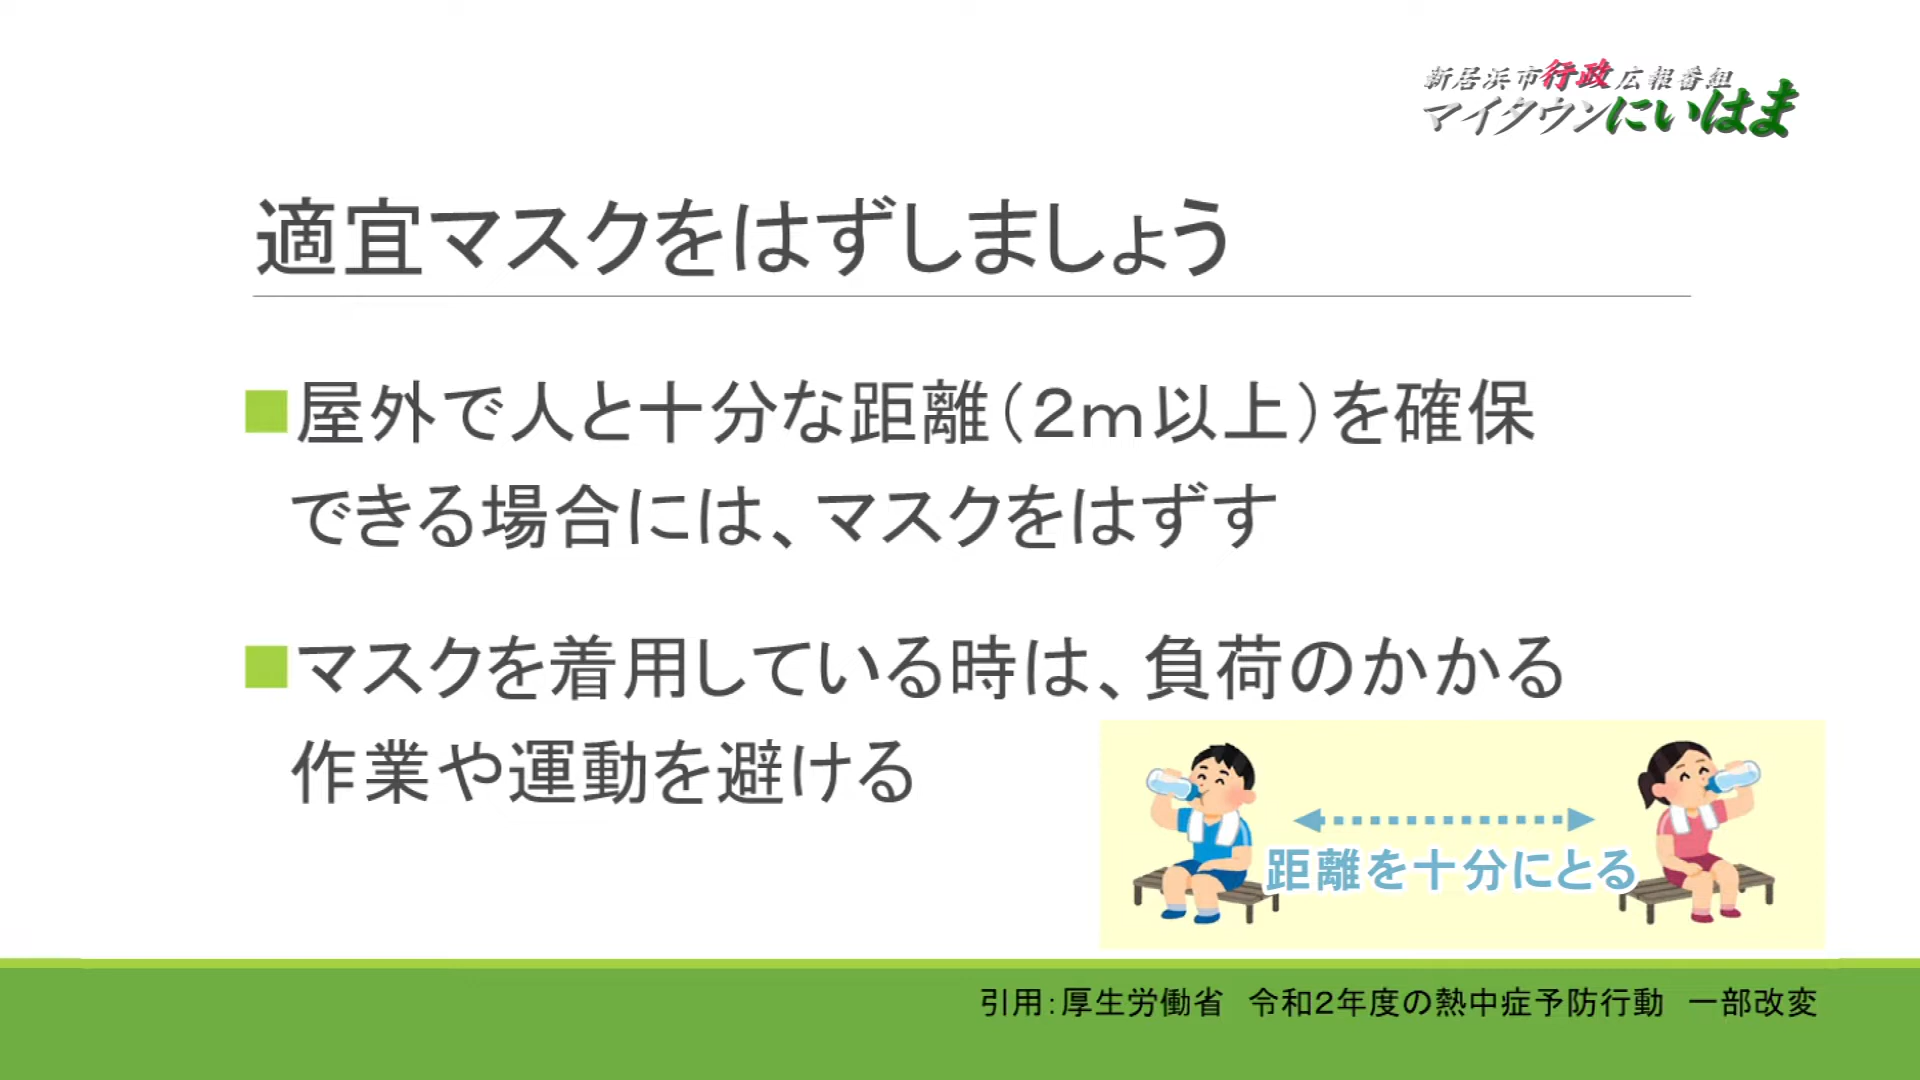 新居浜市行政広報番組
マイタウンにいはま
適宜マスクをはずしましょう
■屋外で人と十分な距離（２ｍ以上）を確保
できる場合には、マスクをはずす
■マスクを着用している時は、負荷のかかる
作業や運動を避ける
距離を十分にとる
引用：厚生労働省　令和２年度の熱中症予防行動　一部改変